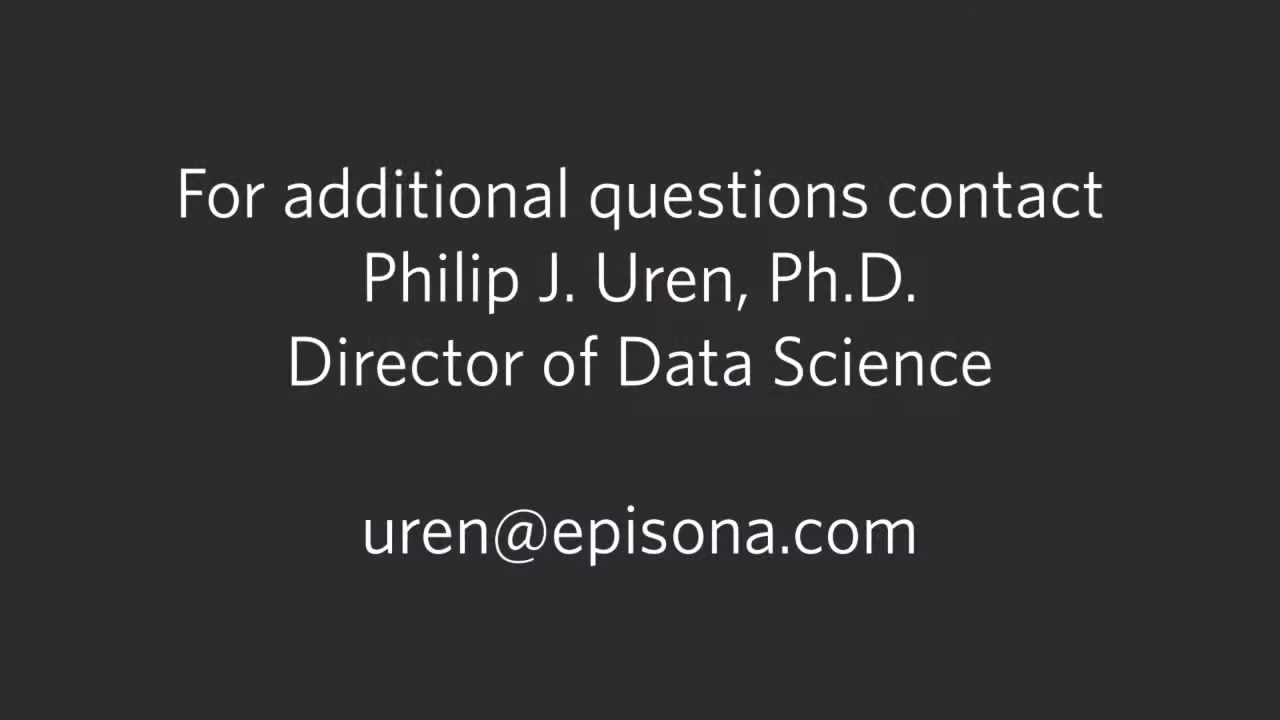 For additional questions contact
Philip J. Uren, Ph.D.
Director of Data Science
uren@episona.com